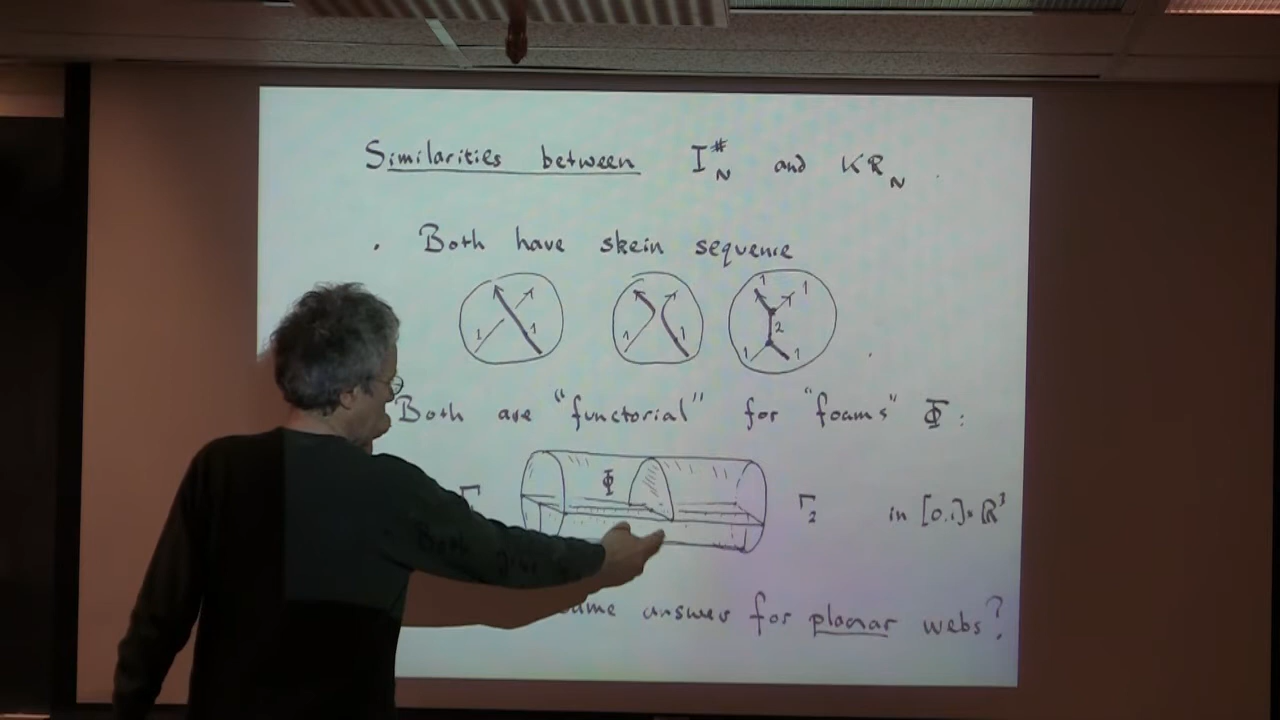 Similarities between I#N and KRN
. Both have skein sequence
1 1 1 1 1 1 2 1 1
Both are "functorial" for "foams" Φ:
Γ Φ Γ2 in [0,1]×ℝ³
answer for planar webs?